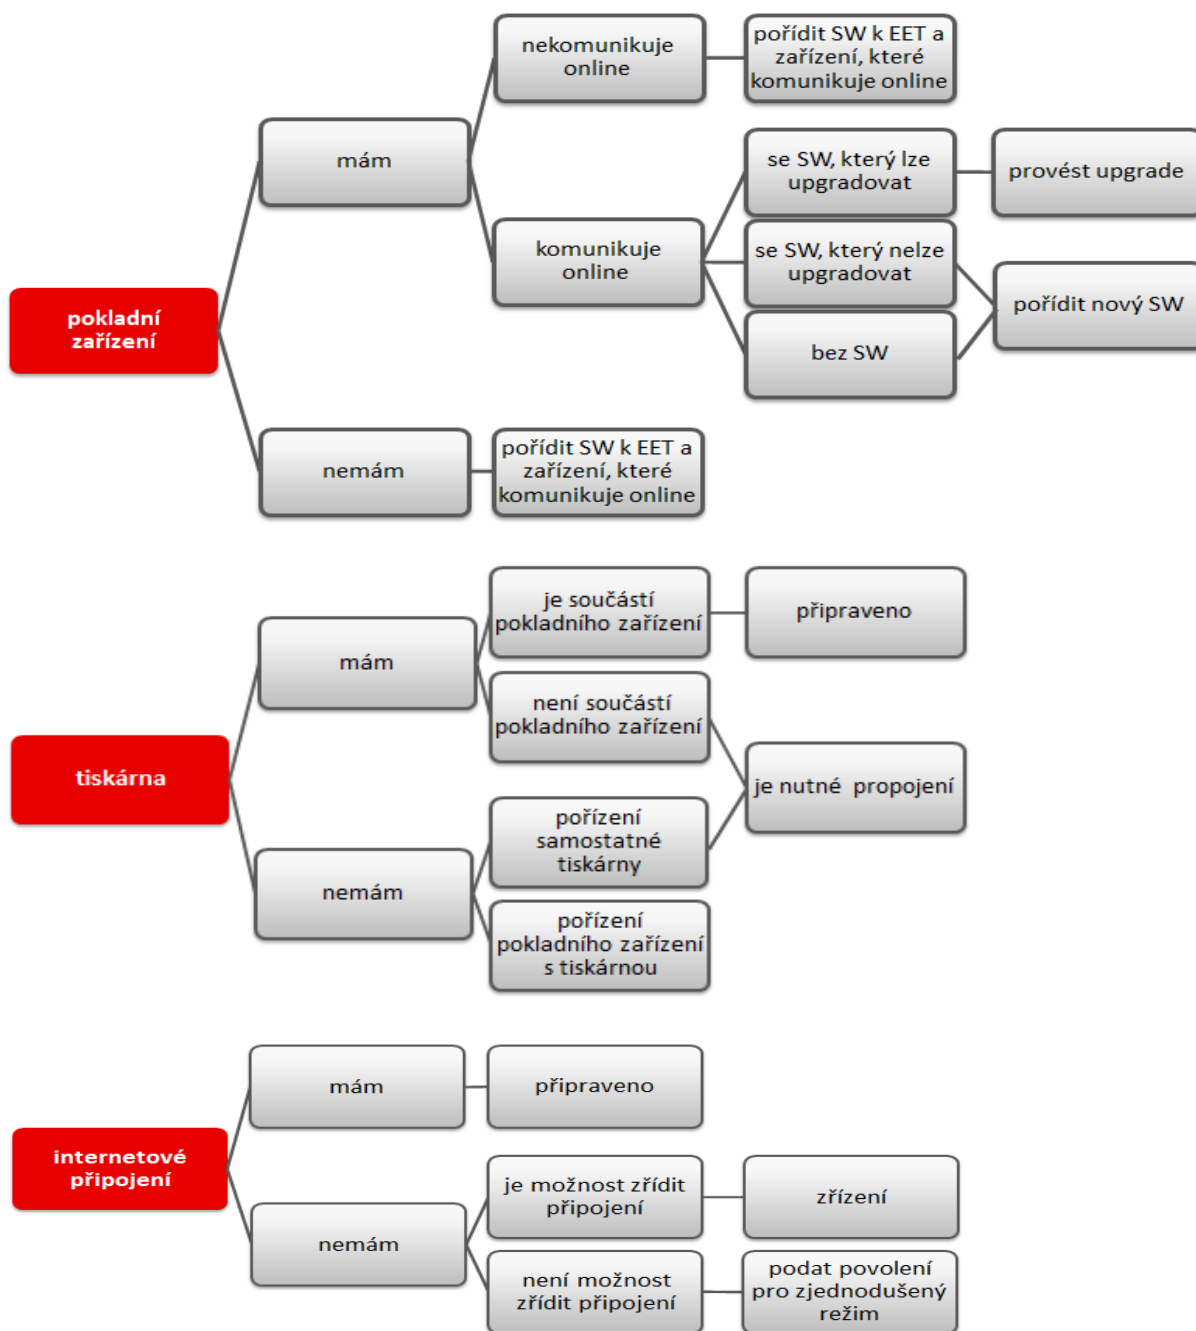 nekomunikuje
online
pořídit SW k EET a
zařízení, které
komunikuje online
mám
se SW, který lze
upgradovat
provést upgrade
komunikuje
online
se SW, který nelze
upgradovat
pořídit nový SW
bez SW
pokladní
zařízení
nemám
pořídit SW k EET a
zařízení, které
komunikuje online
je součástí
pokladního zařízení
připraveno
mám
není součástí
pokladního zařízení
tiskárna
je nutné  propojení
pořízení
samostatné
tiskárny
nemám
pořízení
pokladního zařízení
s tiskárnou
mám
připraveno
internetové
připojení
je možnost zřídit
připojení
zřízení
nemám
není možnost
zřídit připojení
podat povolení
pro zjednodušený
režim